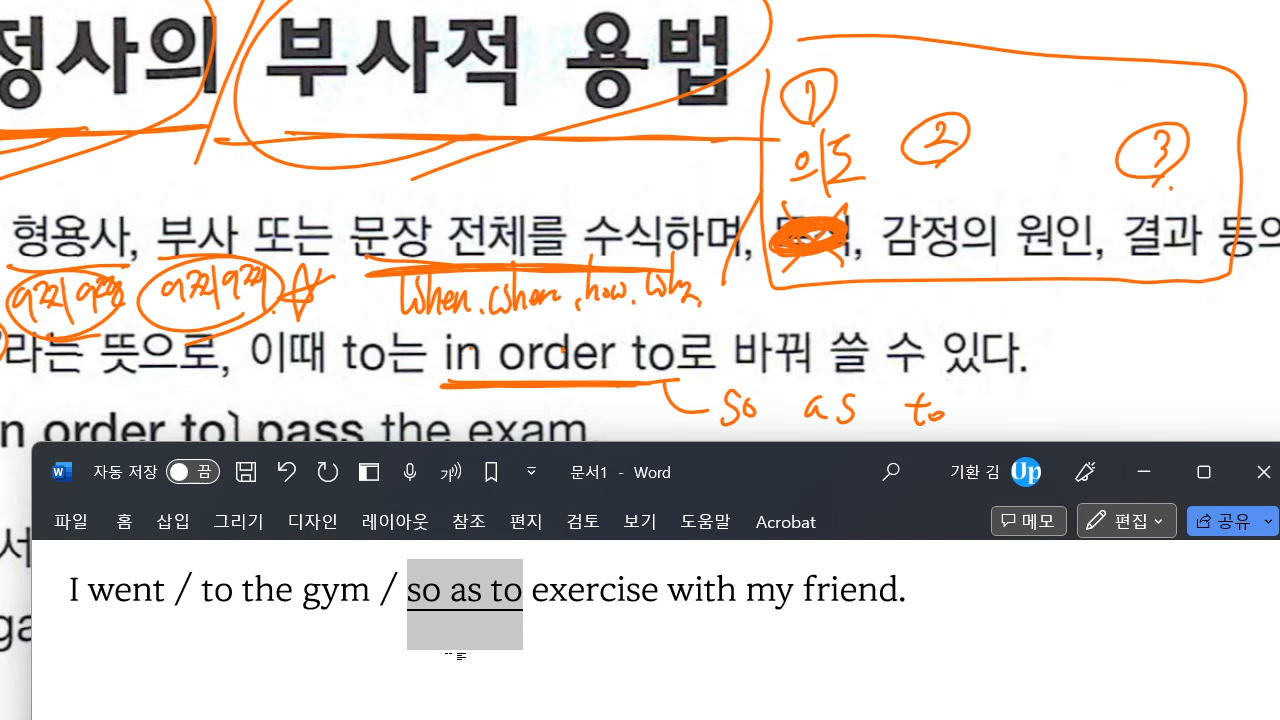 정사의 부사적 용법
① ② ③
의도
형용사, 부사 또는 문장 전체를 수식하며, 감정의 원인, 결과 등의
when. where, how. why,
라는 뜻으로, 이때 to는 in order to로 바꿔 쓸 수 있다.
so as to
n order to] pass the exam.
자동 저장 끔 가 문서1 - Word 기환 김 Up
파일 홈 삽입 그리기 디자인 레이아웃 참조 편지 검토 보기 도움말 Acrobat 메모 편집 공유
서
I went / to the gym / so as to exercise with my friend.
ga